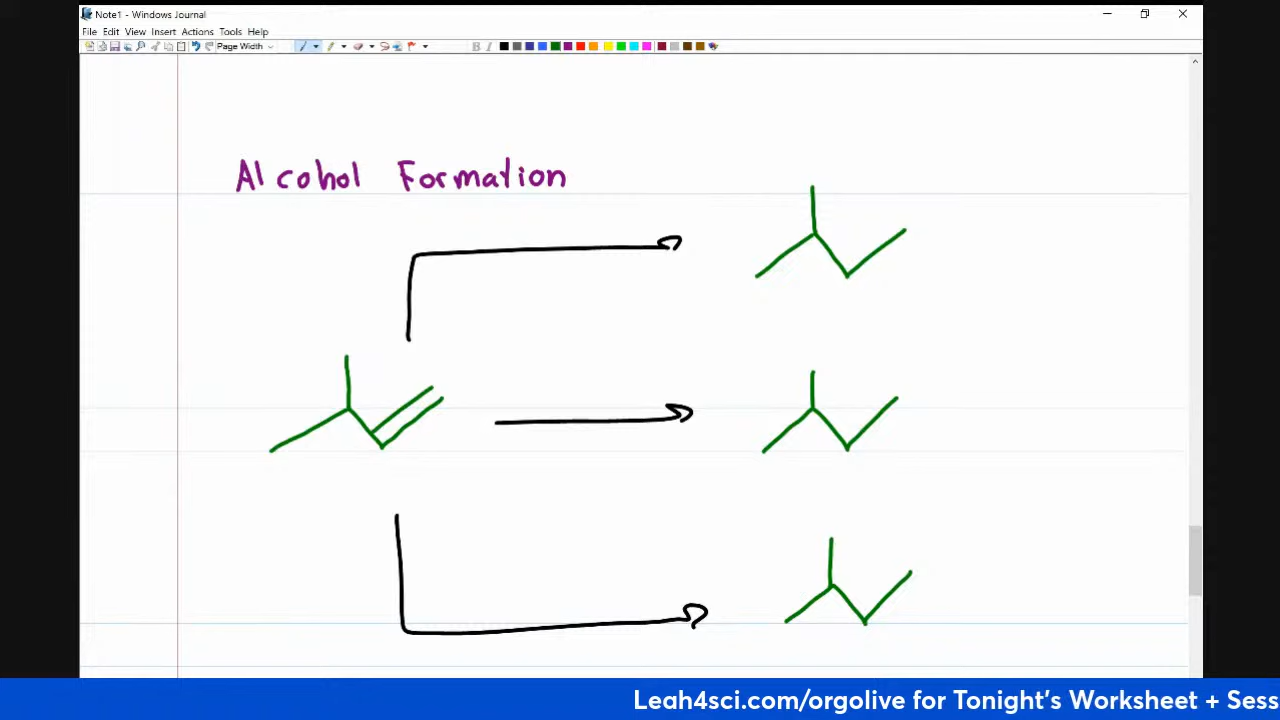 Note1 - Windows Journal
File Edit View Insert Actions Tools Help
Page Width
B I
Alcohol Formation
Leah4sci.com/orgolive for Tonight's Worksheet + Sess